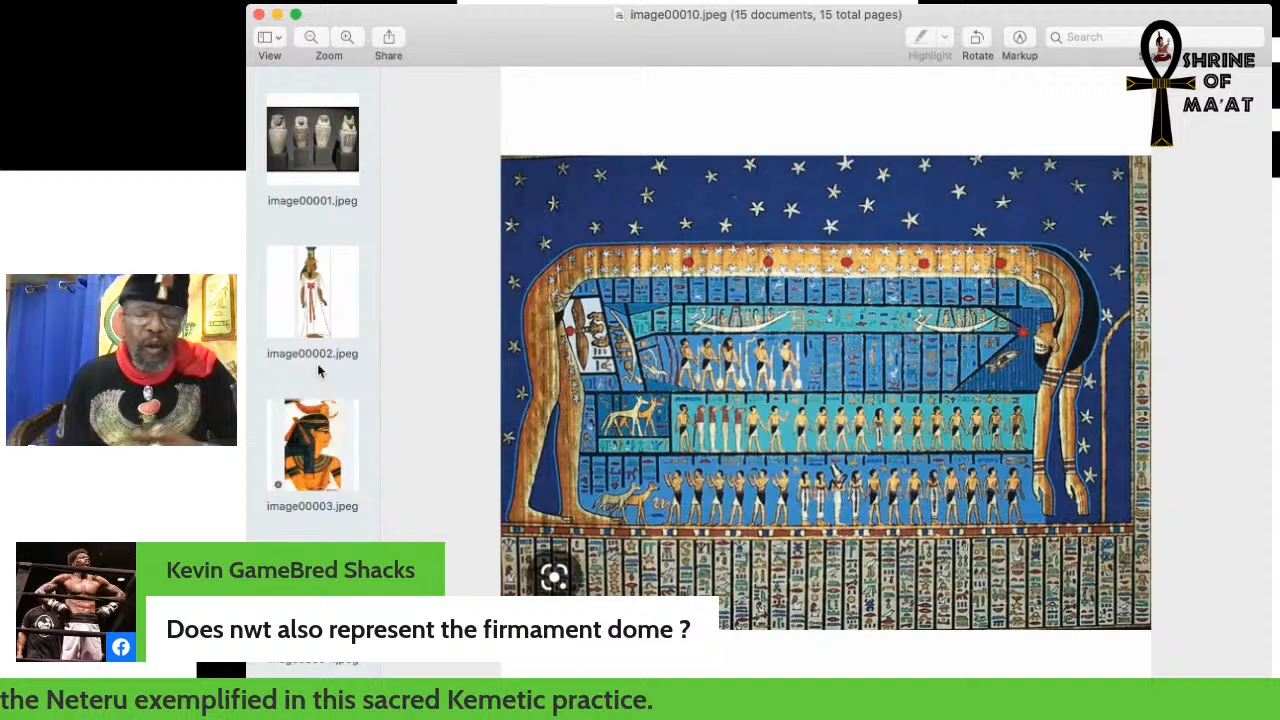 image00010.jpeg (15 documents, 15 total pages)
View
Zoom
Share
Highlight
Rotate
Markup
Search
SHRINE
OF
MA'AT
image00001.jpeg
image00002.jpeg
image00003.jpeg
Kevin GameBred Shacks
Does nwt also represent the firmament dome ?
the Neteru exemplified in this sacred Kemetic practice.